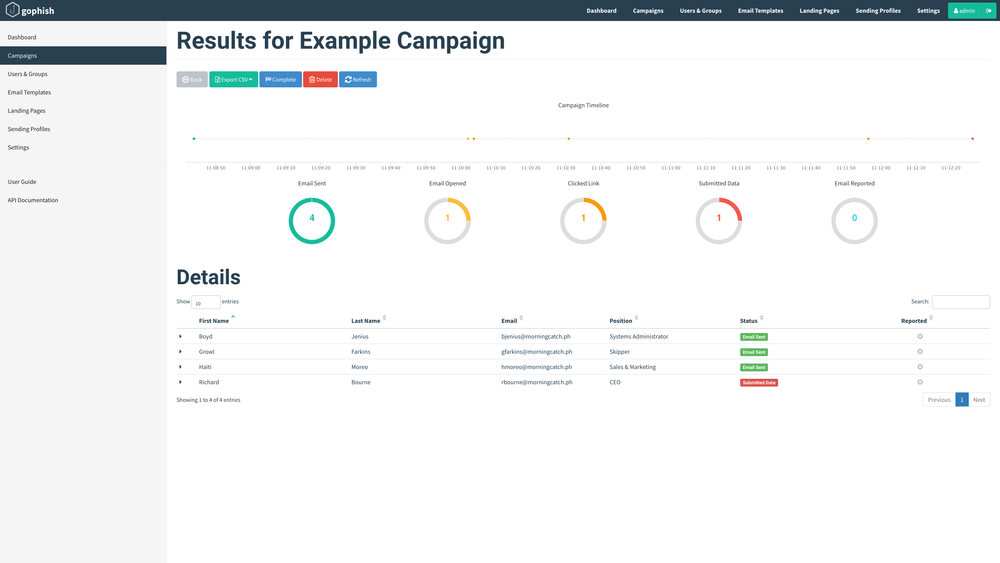 gophish Dashboard Campaigns Users & Groups Email Templates Landing Pages Sending Profiles Settings admin
Dashboard
Campaigns
Users & Groups
Email Templates
Landing Pages
Sending Profiles
Settings
User Guide
API Documentation
Results for Example Campaign
Back Export CSV Complete Delete Refresh
Campaign Timeline
11:08:50 11:09:00 11:09:10 11:09:20 11:09:30 11:09:40 11:09:50 11:10:00 11:10:10 11:10:20 11:10:30 11:10:40 11:10:50 11:11:00 11:11:10 11:11:20 11:11:30 11:11:40 11:11:50 11:12:00 11:12:10 11:12:20
Email Sent Email Opened Clicked Link Submitted Data Email Reported
4 1 1 1 0
Details
Show 10 entries Search:
First Name Last Name Email Position Status Reported
Boyd Jenius bjenius@morningcatch.ph Systems Administrator Email Sent
Growl Farkins gfarkins@morningcatch.ph Skipper Email Sent
Haiti Moreo hmoreo@morningcatch.ph Sales & Marketing Email Sent
Richard Bourne rbourne@morningcatch.ph CEO Submitted Data
Showing 1 to 4 of 4 entries Previous 1 Next